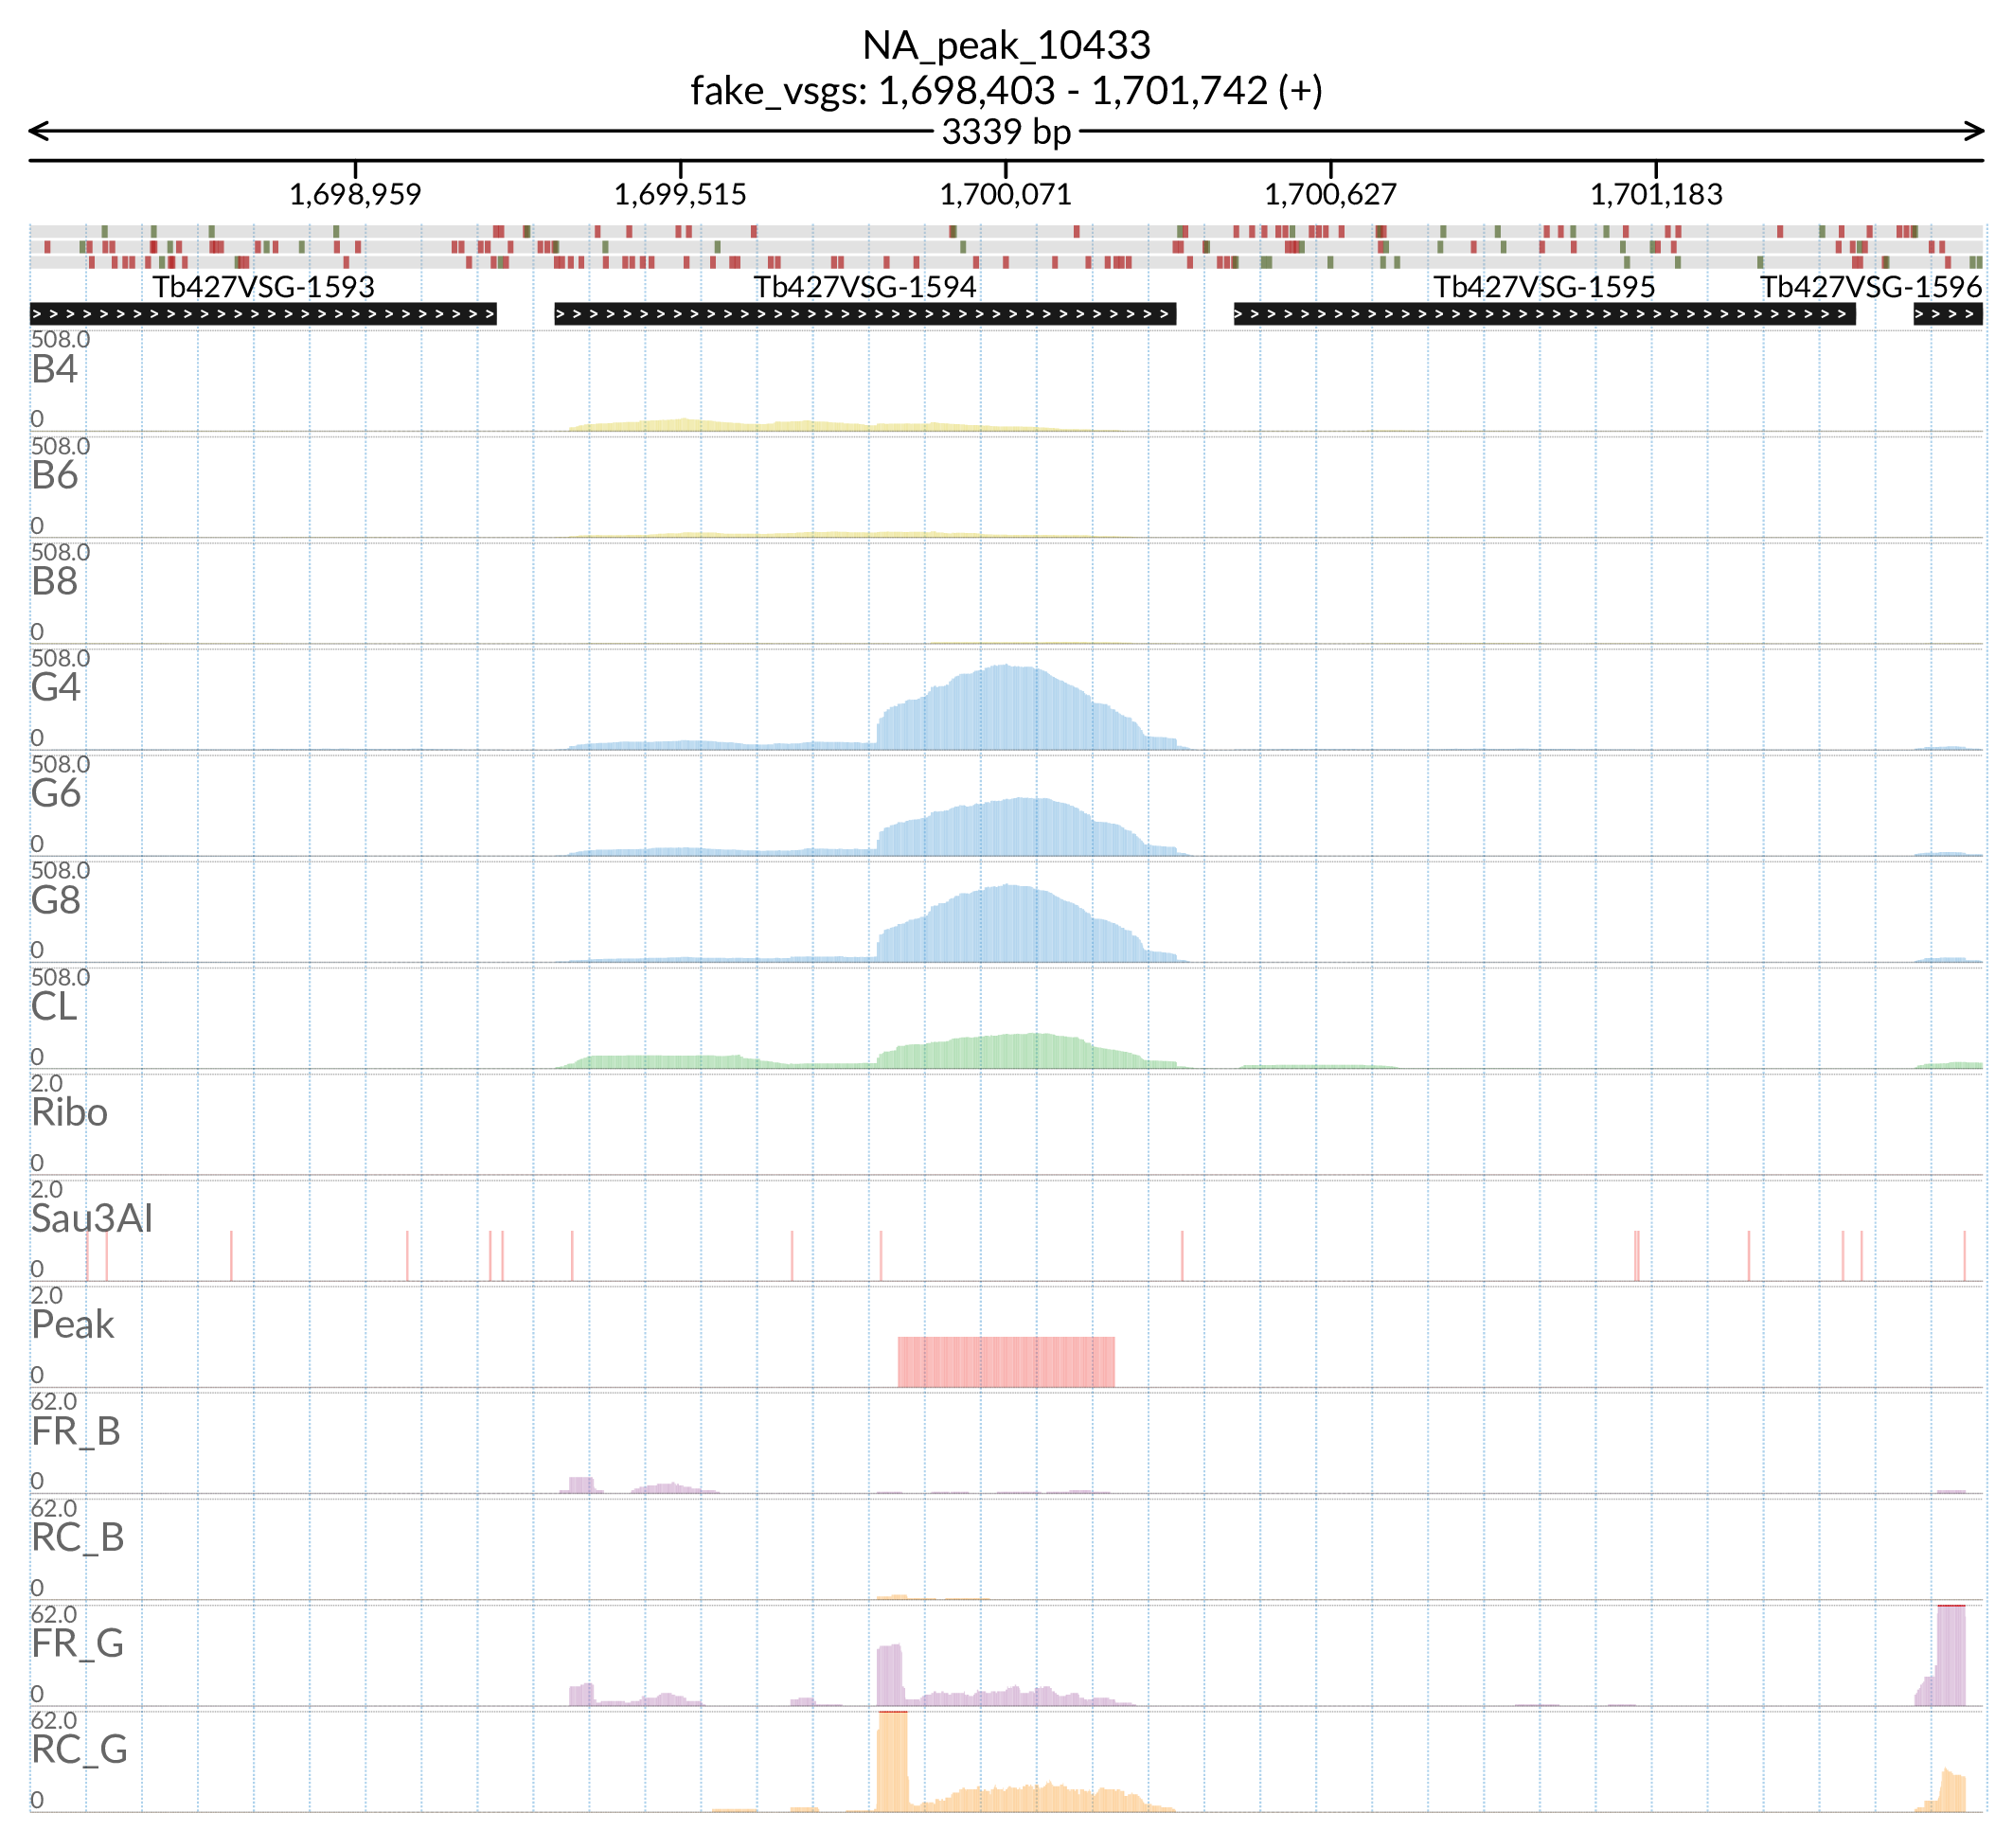 NA_peak_10433
fake_vsgs: 1,698,403 - 1,701,742 (+)
3339 bp
1,698,959 1,699,515 1,700,071 1,700,627 1,701,183
Tb427VSG-1593 Tb427VSG-1594 Tb427VSG-1595 Tb427VSG-1596
508.0
B4
0
508.0
B6
0
508.0
B8
0
508.0
G4
0
508.0
G6
0
508.0
G8
0
508.0
CL
0
2.0
Ribo
0
2.0
Sau3AI
0
2.0
Peak
0
62.0
FR_B
0
62.0
RC_B
0
62.0
FR_G
0
62.0
RC_G
0